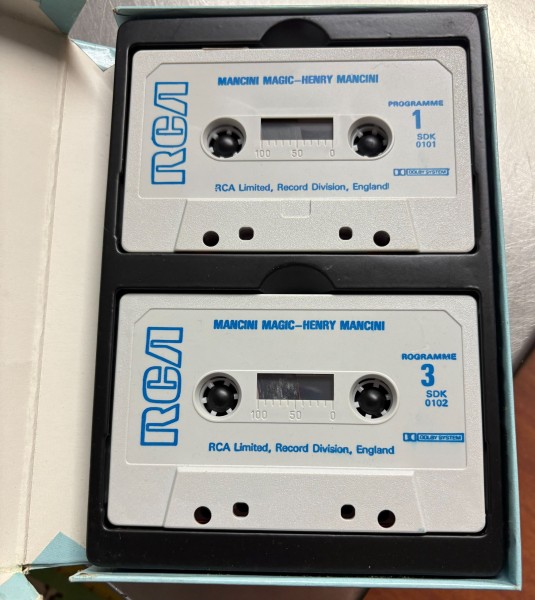 MANCINI MAGIC–HENRY MANCINI
RCA
PROGRAMME
1
SDK
0101
100 50 0
DOLBY SYSTEM
RCA Limited, Record Division, England
MANCINI MAGIC–HENRY MANCINI
RCA
ROGRAMME
3
SDK
0102
100 50 0
DOLBY SYSTEM
RCA Limited, Record Division, England